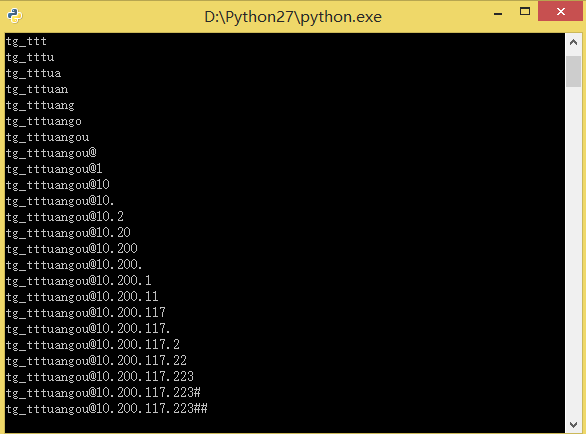 D:\Python27\python.exe
tg_ttt
tg_tttu
tg_tttua
tg_tttuan
tg_tttuang
tg_tttuango
tg_tttuangou
tg_tttuangou@
tg_tttuangou@1
tg_tttuangou@10
tg_tttuangou@10.
tg_tttuangou@10.2
tg_tttuangou@10.20
tg_tttuangou@10.200
tg_tttuangou@10.200.
tg_tttuangou@10.200.1
tg_tttuangou@10.200.11
tg_tttuangou@10.200.117
tg_tttuangou@10.200.117.
tg_tttuangou@10.200.117.2
tg_tttuangou@10.200.117.22
tg_tttuangou@10.200.117.223
tg_tttuangou@10.200.117.223#
tg_tttuangou@10.200.117.223##